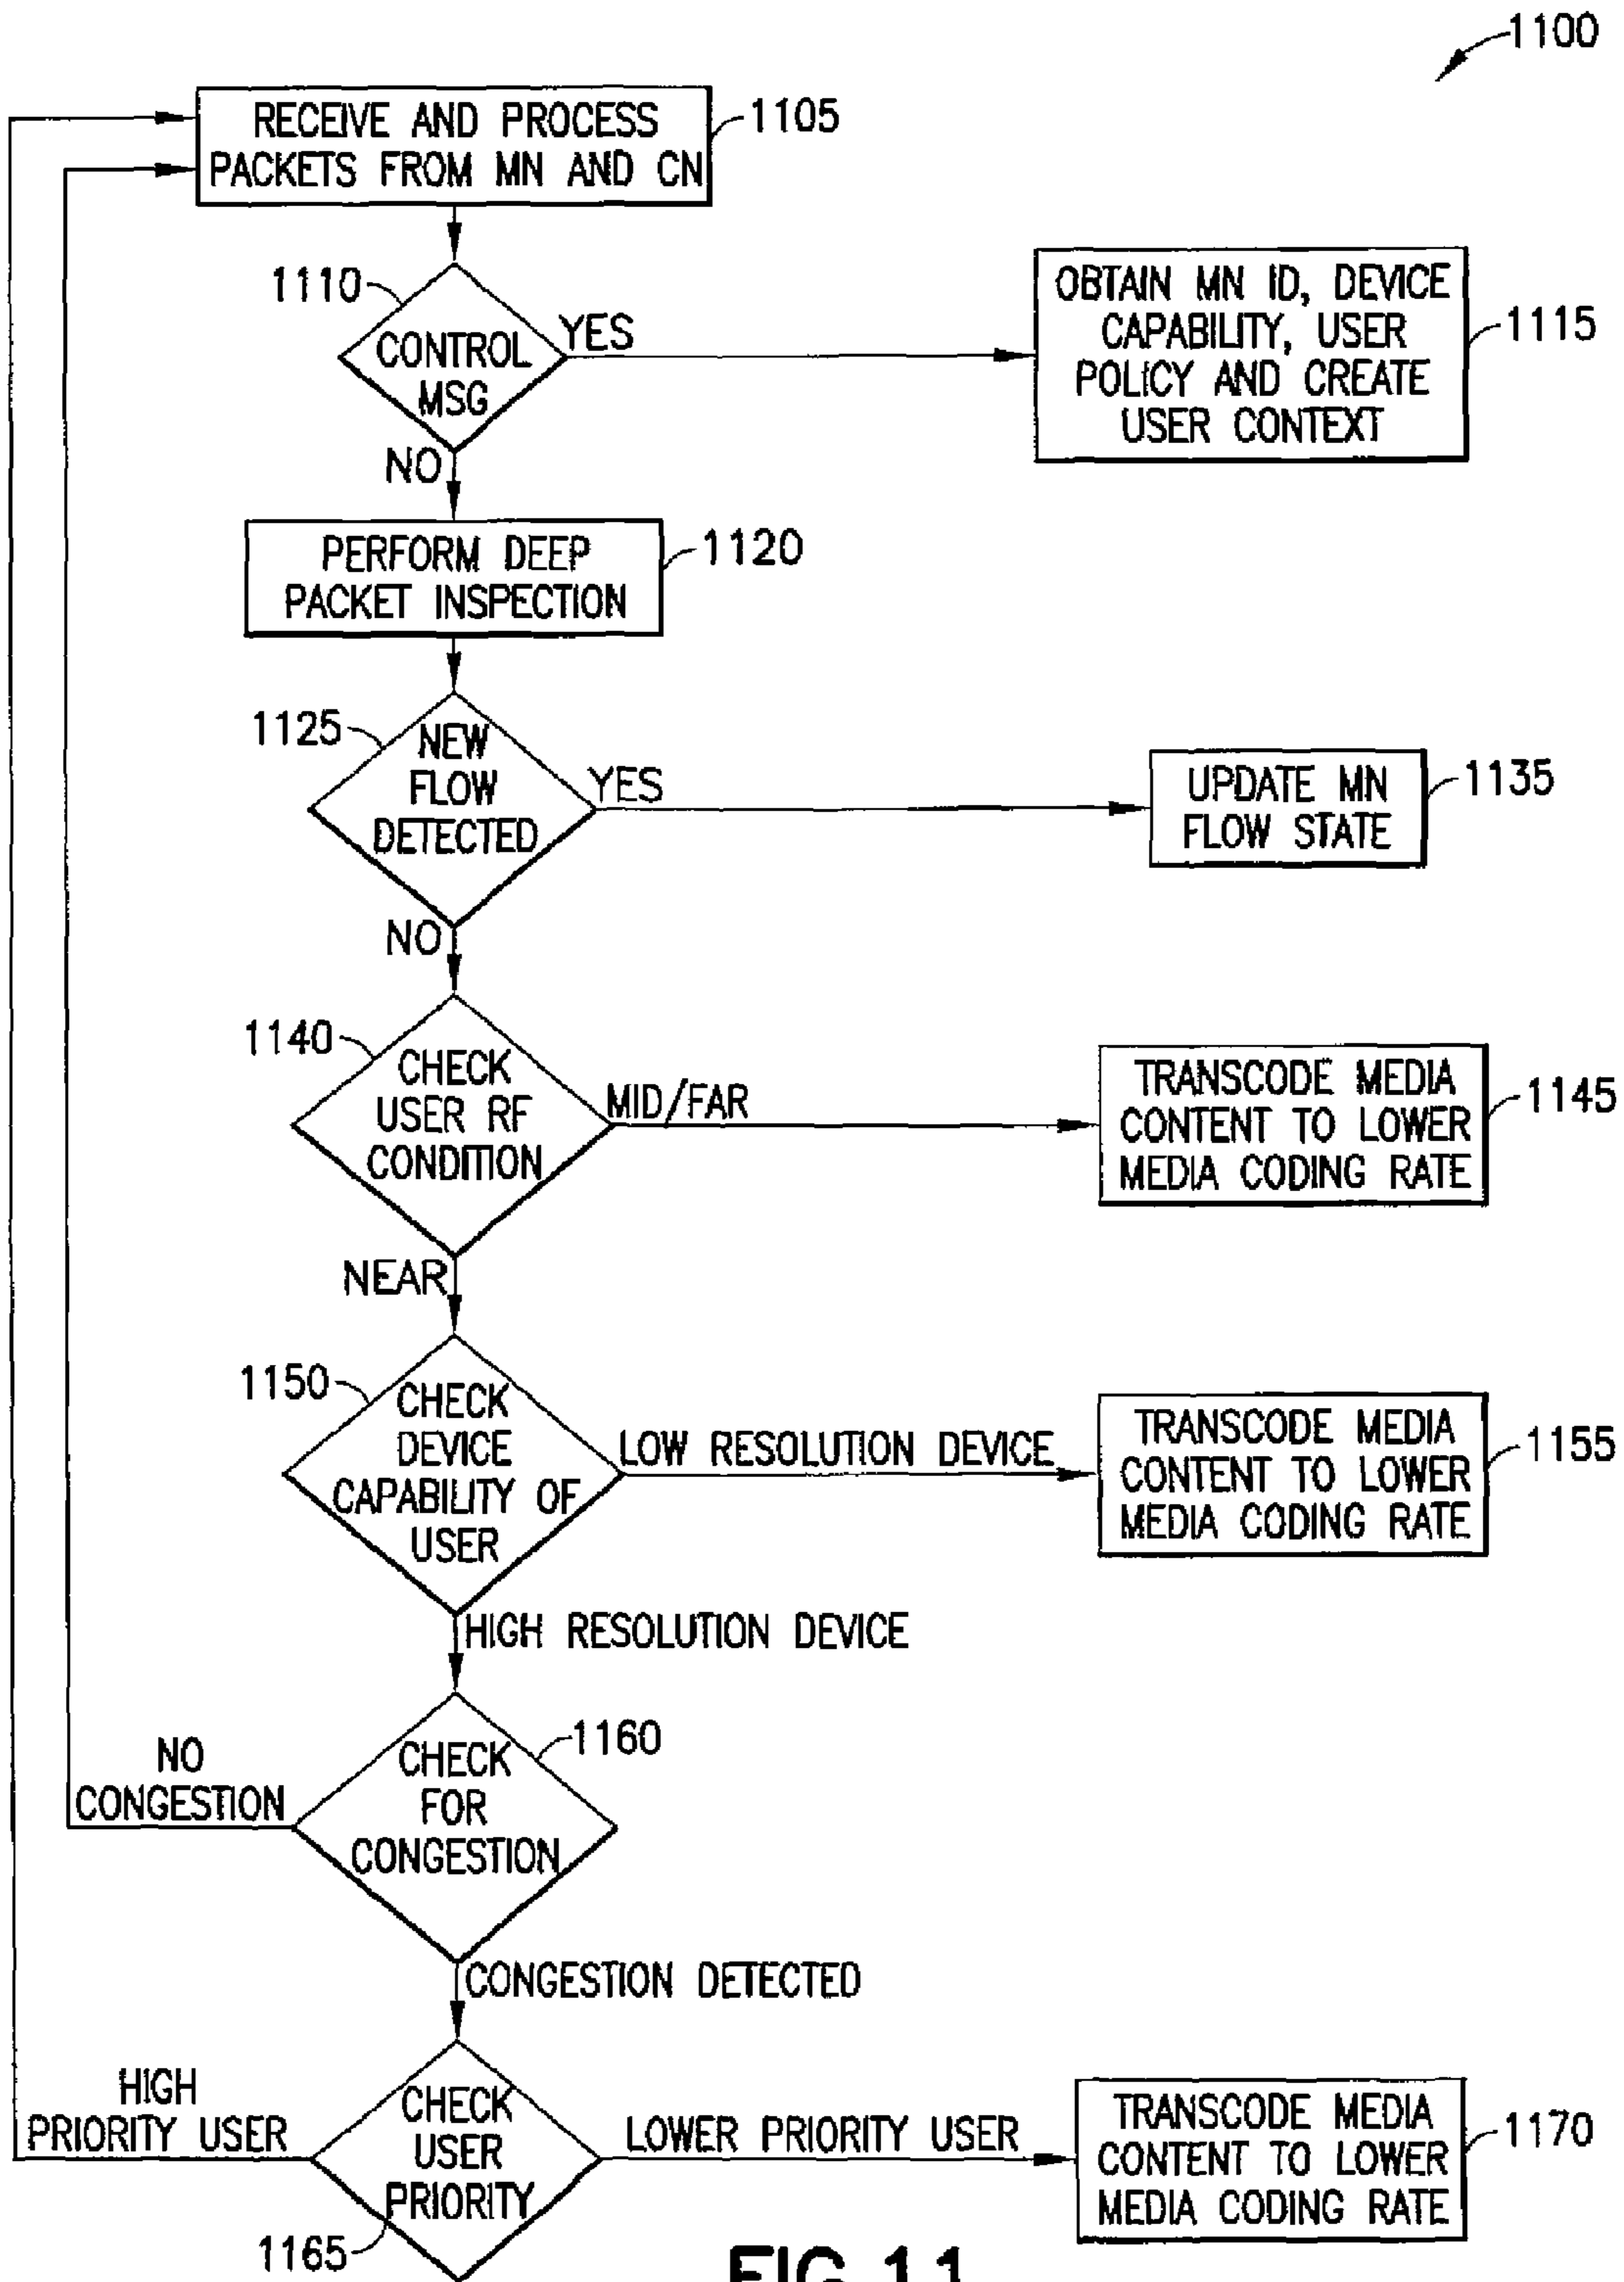 1100
RECEIVE AND PROCESS
PACKETS FROM MN AND CN
1105
1110
CONTROL
MSG
YES
OBTAIN MN ID, DEVICE
CAPABILITY, USER
POLICY AND CREATE
USER CONTEXT
1115
NO
PERFORM DEEP
PACKET INSPECTION
1120
1125
NEW
FLOW
DETECTED
YES
UPDATE MN
FLOW STATE
1135
NO
1140
CHECK
USER RF
CONDITION
MID/FAR
TRANSCODE MEDIA
CONTENT TO LOWER
MEDIA CODING RATE
1145
NEAR
1150
CHECK
DEVICE
CAPABILITY OF
USER
LOW RESOLUTION DEVICE
TRANSCODE MEDIA
CONTENT TO LOWER
MEDIA CODING RATE
1155
HIGH RESOLUTION DEVICE
1160
CHECK
FOR
CONGESTION
NO
CONGESTION
CONGESTION DETECTED
HIGH
PRIORITY USER
CHECK
USER
PRIORITY
1165
LOWER PRIORITY USER
TRANSCODE MEDIA
CONTENT TO LOWER
MEDIA CODING RATE
1170
FIG.11